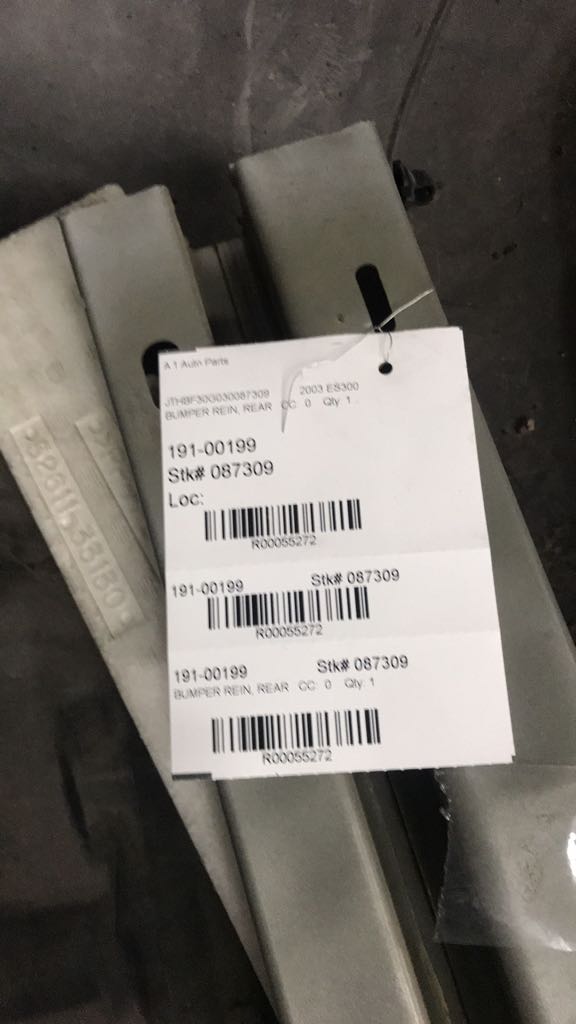 A 1 Auto Parts
JTHBF30G030087309 2003 ES300
BUMPER REIN, REAR CC: 0 Qty: 1
191-00199
Stk# 087309
Loc:
R00055272
191-00199 Stk# 087309
R00055272
191-00199 Stk# 087309
BUMPER REIN, REAR CC: 0 Qty: 1
R00055272